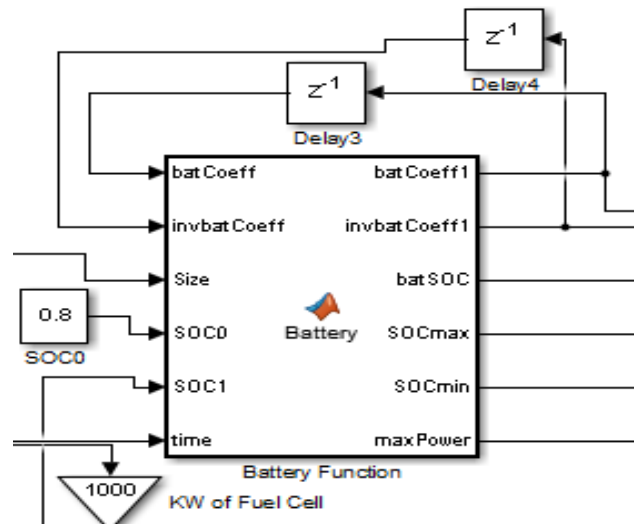 z-1
Delay4
z-1
Delay3
batCoeff
batCoeff1
invbatCoeff
invbatCoeff1
Size
batSOC
0.8
SOC0
SOC0
Battery
SOCmax
SOC1
SOCmin
time
maxPower
Battery Function
1000
KW of Fuel Cell